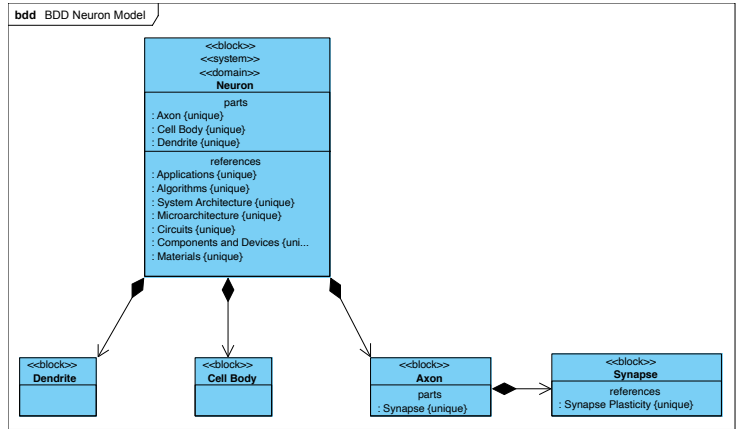 bdd BDD Neuron Model
<<block>>
<<system>>
<<domain>>
Neuron
parts
: Axon {unique}
: Cell Body {unique}
: Dendrite {unique}
references
: Applications {unique}
: Algorithms {unique}
: System Architecture {unique}
: Microarchitecture {unique}
: Circuits {unique}
: Components and Devices {uni...
: Materials {unique}
<<block>>
Dendrite
<<block>>
Cell Body
<<block>>
Axon
parts
: Synapse {unique}
<<block>>
Synapse
references
: Synapse Plasticity {unique}